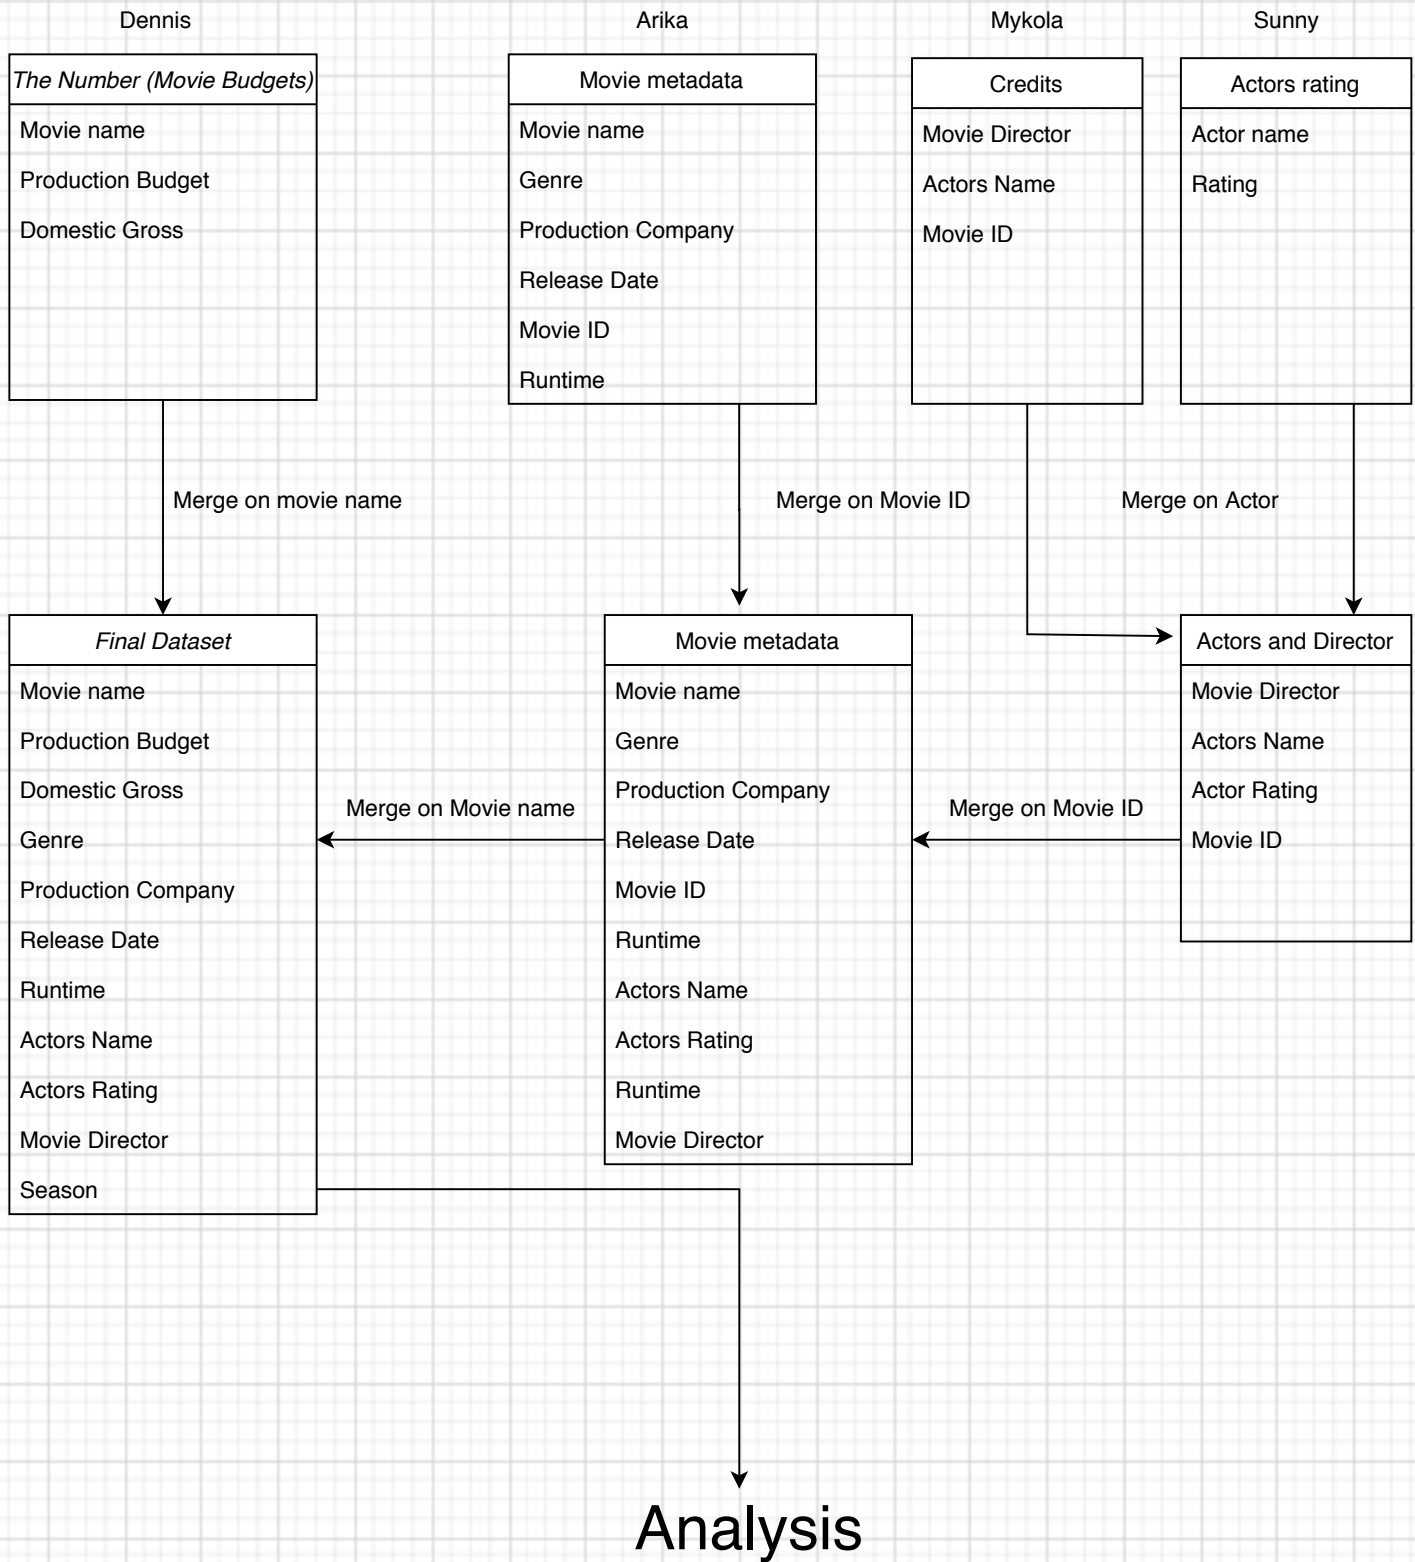 Dennis
Arika
Mykola
Sunny
The Number (Movie Budgets)
Movie name
Production Budget
Domestic Gross
Movie metadata
Movie name
Genre
Production Company
Release Date
Movie ID
Runtime
Credits
Movie Director
Actors Name
Movie ID
Actors rating
Actor name
Rating
Merge on movie name
Merge on Movie ID
Merge on Actor
Final Dataset
Movie name
Production Budget
Domestic Gross
Genre
Production Company
Release Date
Runtime
Actors Name
Actors Rating
Movie Director
Season
Merge on Movie name
Movie metadata
Movie name
Genre
Production Company
Release Date
Movie ID
Runtime
Actors Name
Actors Rating
Runtime
Movie Director
Merge on Movie ID
Actors and Director
Movie Director
Actors Name
Actor Rating
Movie ID
Analysis